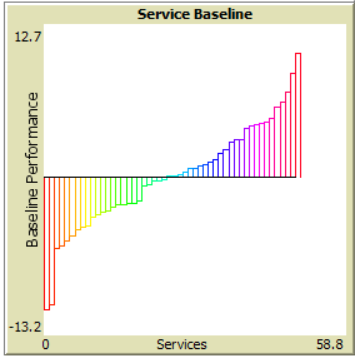 Service Baseline
12.7
Baseline Performance
-13.2
0
Services
58.8